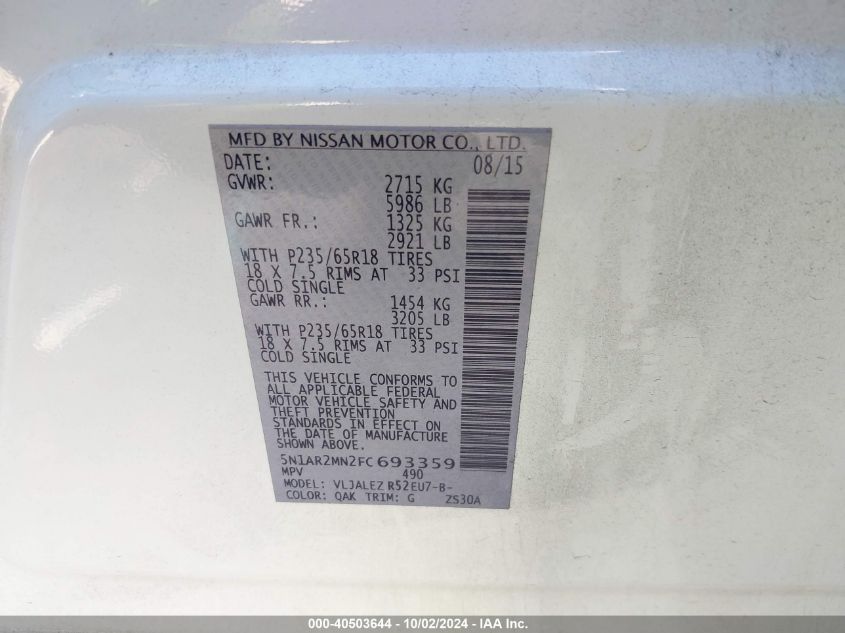 MFD BY NISSAN MOTOR CO., LTD.
DATE: 08/15
GVWR: 2715 KG
5986 LB
GAWR FR.: 1325 KG
2921 LB
WITH P235/65R18 TIRES
18 X 7.5 RIMS AT 33 PSI
COLD SINGLE
GAWR RR.: 1454 KG
3205 LB
WITH P235/65R18 TIRES
18 X 7.5 RIMS AT 33 PSI
COLD SINGLE
THIS VEHICLE CONFORMS TO
ALL APPLICABLE FEDERAL
MOTOR VEHICLE SAFETY AND
THEFT PREVENTION
STANDARDS IN EFFECT ON
THE DATE OF MANUFACTURE
SHOWN ABOVE.
5N1AR2MN2FC693359
MPV 490
MODEL: VLJALEZ R52EU7-B-
COLOR: QAK TRIM: G ZS30A
000-40503644 - 10/02/2024 - IAA Inc.